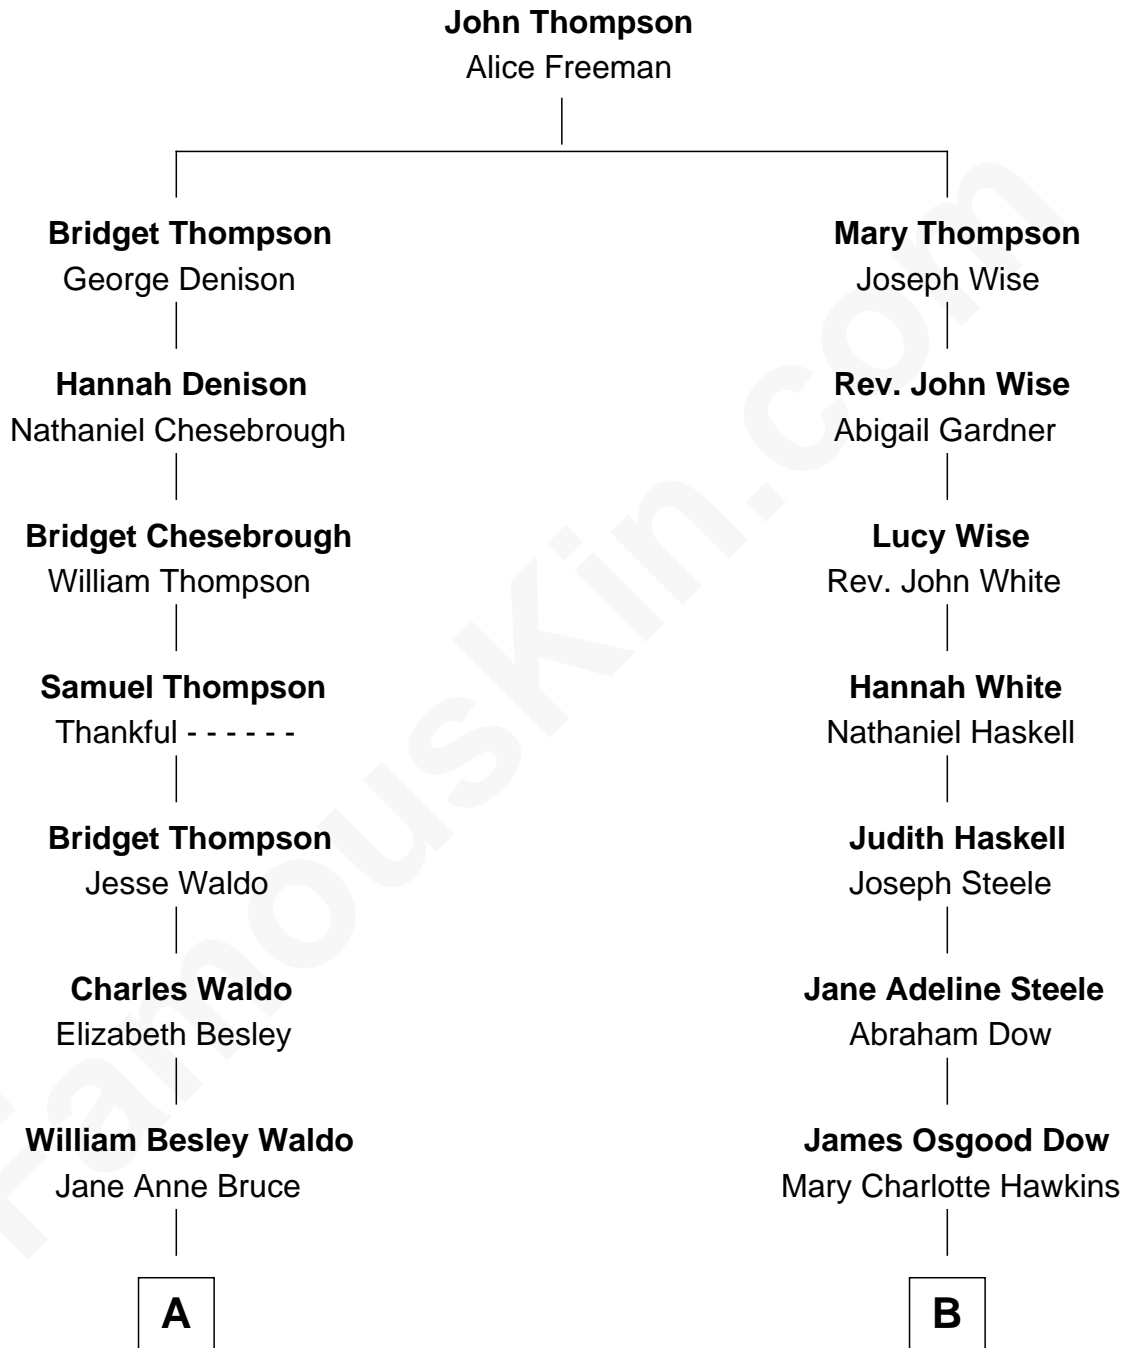 John Thompson
Alice Freeman
Bridget Thompson
George Denison
Mary Thompson
Joseph Wise
Hannah Denison
Nathaniel Chesebrough
Rev. John Wise
Abigail Gardner
Bridget Chesebrough
William Thompson
Lucy Wise
Rev. John White
Samuel Thompson
Thankful - - - - - -
Hannah White
Nathaniel Haskell
Bridget Thompson
Jesse Waldo
Judith Haskell
Joseph Steele
Charles Waldo
Elizabeth Besley
Jane Adeline Steele
Abraham Dow
William Besley Waldo
Jane Anne Bruce
James Osgood Dow
Mary Charlotte Hawkins
A
B
FamousKin.com